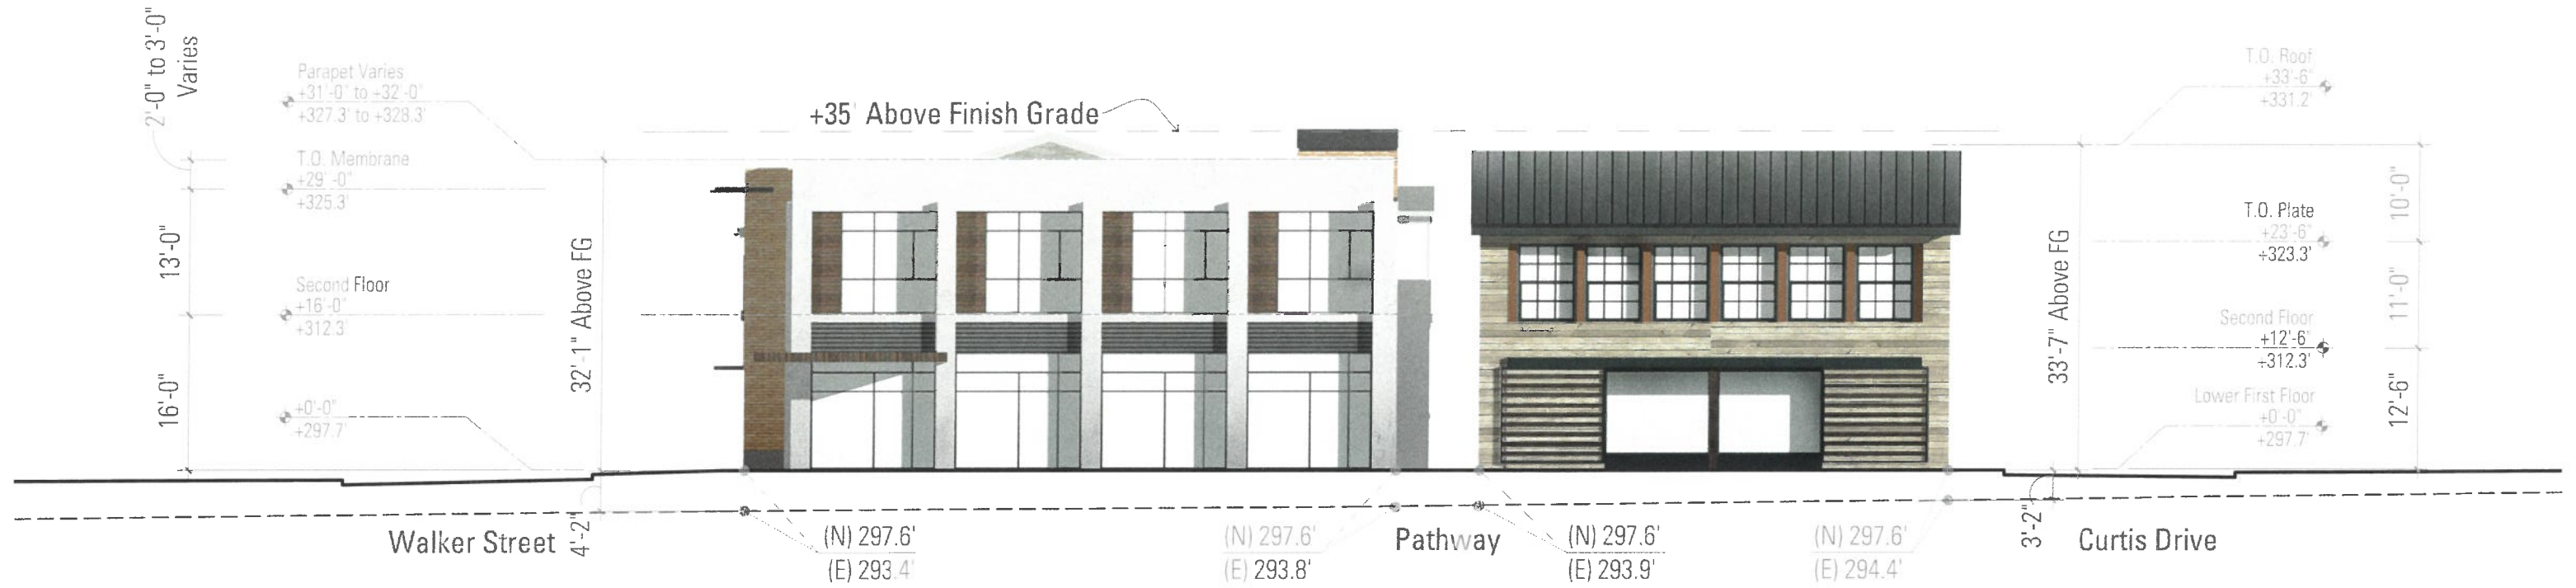 2'-0" to 3'-0"
Varies
Parapet Varies
+31'-0" to +32'-0"
+327.3' to +328.3'
T.O. Membrane
+29'-0"
+325.3'
13'-0"
Second Floor
+16'-0"
+312.3'
16'-0"
+0'-0"
+297.7'
32'-1" Above FG
4'-2"
+35' Above Finish Grade
T.O. Roof
+33'-6"
+331.2'
10'-0"
T.O. Plate
+23'-6"
+323.3'
33'-7" Above FG
11'-0"
Second Floor
+12'-6"
+312.3'
Lower First Floor
+0'-0"
+297.7'
12'-6"
3'-2"
Walker Street
(N) 297.6'
(E) 293.4'
(N) 297.6'
(E) 293.8'
Pathway
(N) 297.6'
(E) 293.9'
(N) 297.6'
(E) 294.4'
Curtis Drive